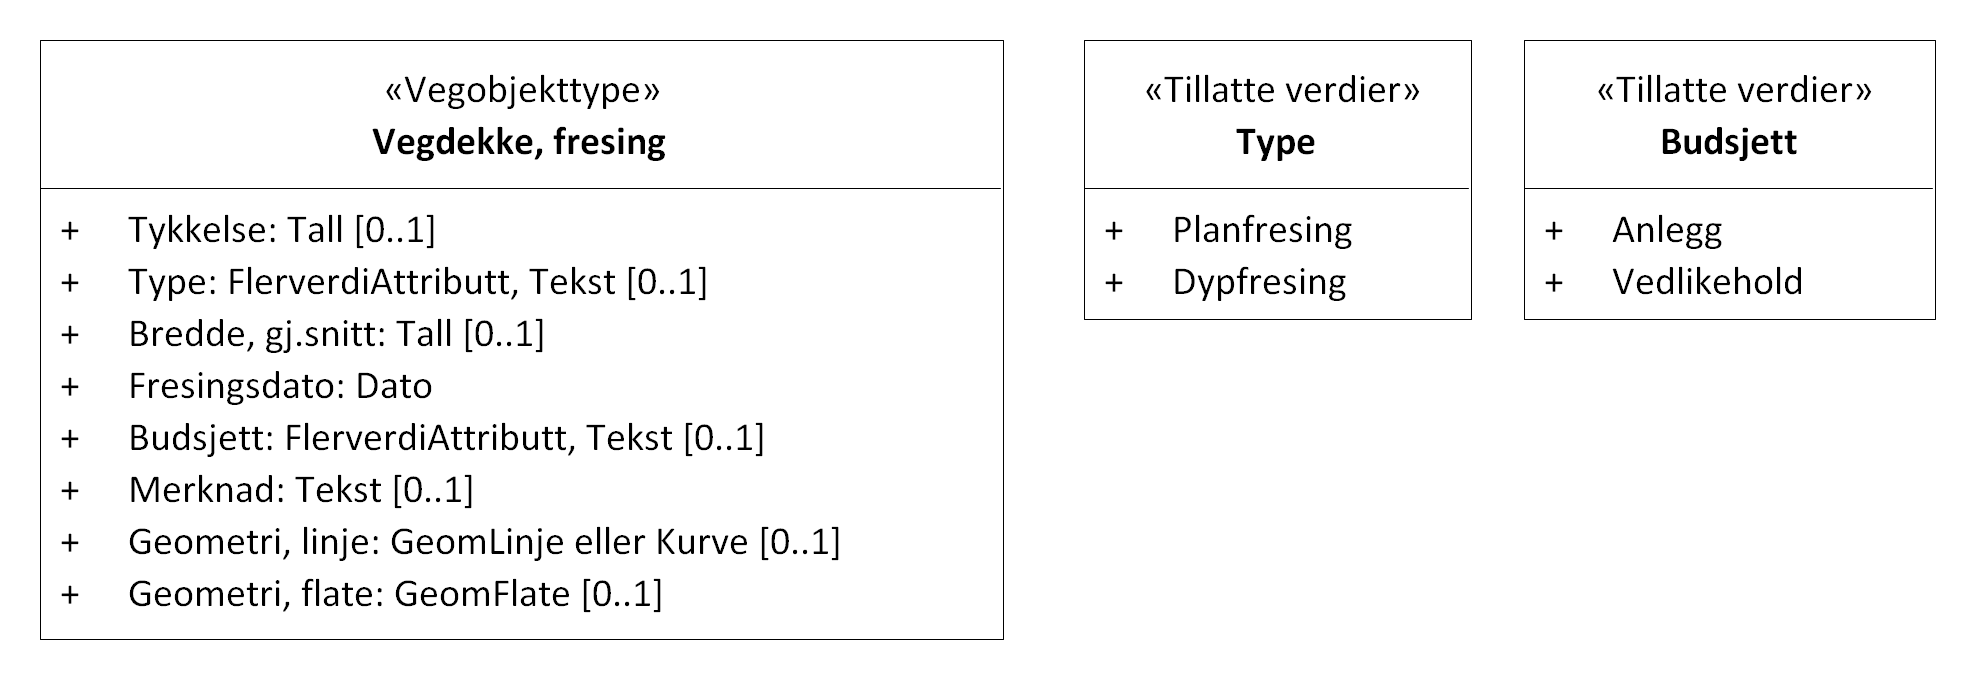 «Vegobjekttype»
Vegdekke, fresing
+ Tykkelse: Tall [0..1]
+ Type: FlerverdiAttributt, Tekst [0..1]
+ Bredde, gj.snitt: Tall [0..1]
+ Fresingsdato: Dato
+ Budsjett: FlerverdiAttributt, Tekst [0..1]
+ Merknad: Tekst [0..1]
+ Geometri, linje: GeomLinje eller Kurve [0..1]
+ Geometri, flate: GeomFlate [0..1]
«Tillatte verdier»
Type
+ Planfresing
+ Dypfresing
«Tillatte verdier»
Budsjett
+ Anlegg
+ Vedlikehold